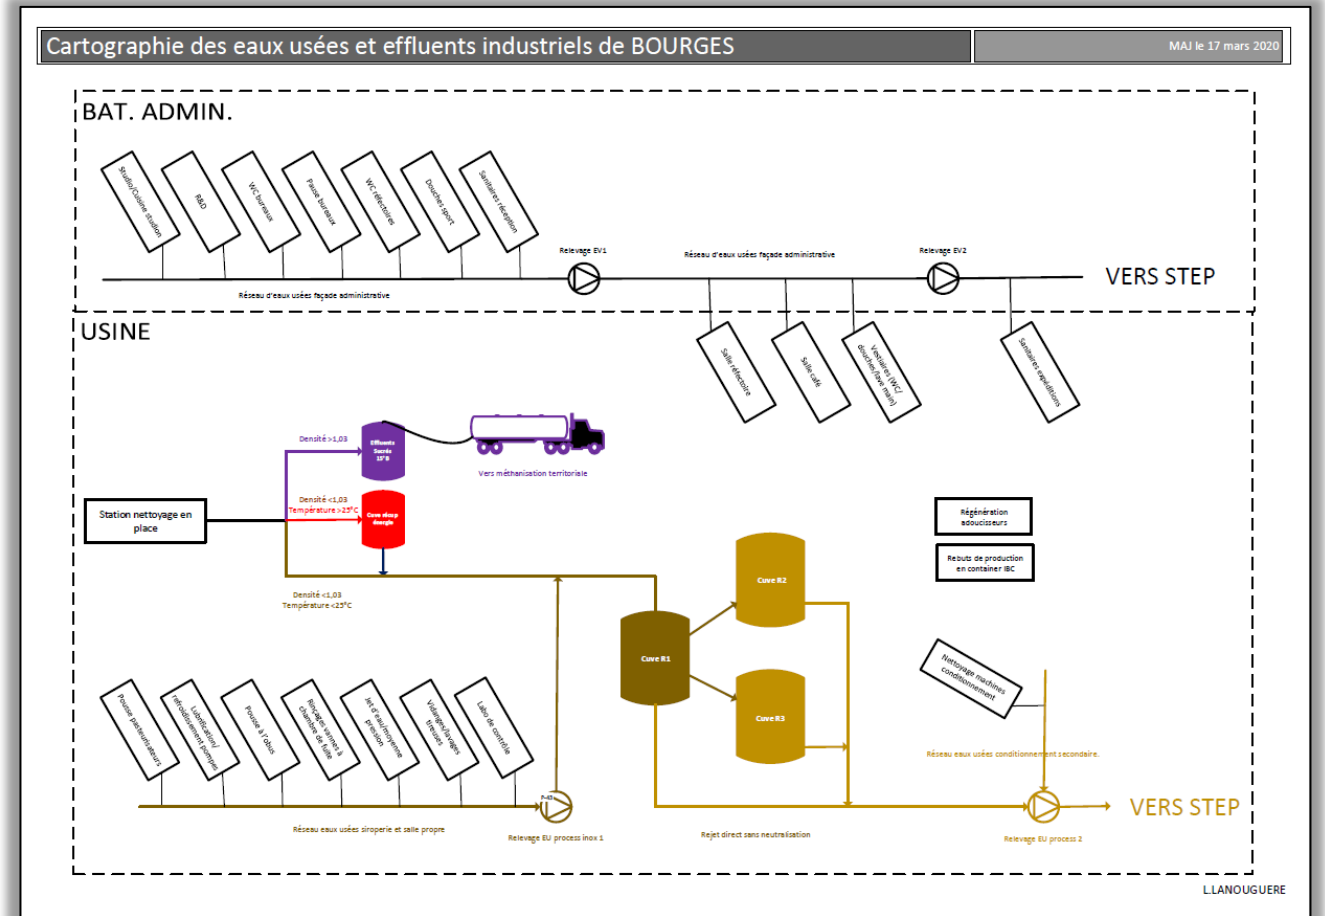 Cartographie des eaux usées et effluents industriels de BOURGES
MAJ le 17 mars 2020
BAT. ADMIN.
Studio/Cuisine studion
R&D
WC bureaux
Pause bureaux
WC réfectoires
Douches sport
Sanitaires réception
Relevage EV1
Réseau d'eaux usées façade administrative
Relevage EV2
VERS STEP
Réseau d'eaux usées façade administrative
USINE
Salle réfectoire
Salle café
Vestiaires (WC/
douches/lave main)
Sanitaires expéditions
Densité >1,03
Effluents
Sucrés
15°B
Vers méthanisation territoriale
Densité <1,03
Température >25°C
Cuve récup
énergie
Station nettoyage en
place
Régénération
adoucisseurs
Rebuts de production
en container IBC
Densité <1,03
Température <25°C
Cuve R2
Cuve R1
Cuve R3
Nettoyage machines
conditionnement
Pousse pasteurisateurs
Lubrification/
refroidissement pompes
Pousse à l'obus
Rinçages vannes à
chambre de fuite
Jet d'eau/moyenne
pression
Vidanges/lavages
tireuses
Labo de contrôle
Réseau eaux usées conditionnement secondaire.
VERS STEP
Réseau eaux usées siroperie et salle propre
Relevage EU process inox 1
Rejet direct sans neutralisation
Relevage EU process 2
L.LANOUGUERE